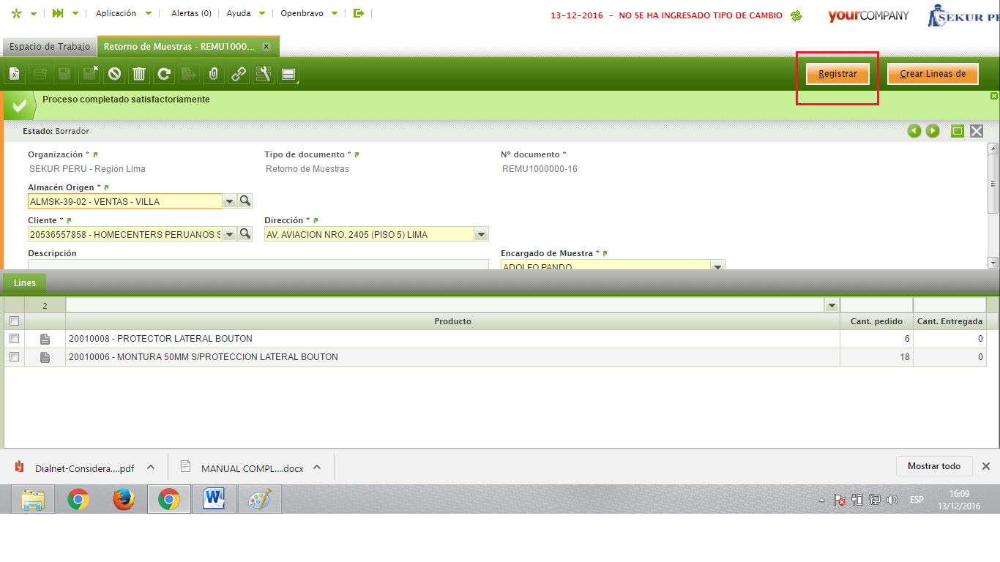 Aplicación Alertas (0) Ayuda Openbravo 13-12-2016 - NO SE HA INGRESADO TIPO DE CAMBIO yourCOMPANY SEKUR PE
Espacio de Trabajo Retorno de Muestras - REMU1000... x
Registrar Crear Lineas de
Proceso completado satisfactoriamente
Estado: Borrador
Organización * Tipo de documento * Nº documento *
SEKUR PERU - Región Lima Retorno de Muestras REMU1000000-16
Almacén Origen *
ALMSK-39-02 - VENTAS - VILLA
Cliente * Dirección *
20536557858 - HOMECENTERS PERUANOS S AV. AVIACION NRO. 2405 (PISO 5) LIMA
Descripción Encargado de Muestra *
ADOLFO PANDO
Lines
2
Producto Cant. pedido Cant. Entregada
20010008 - PROTECTOR LATERAL BOUTON 6 0
20010006 - MONTURA 50MM S/PROTECCION LATERAL BOUTON 18 0
Dialnet-Considera....pdf MANUAL COMPL....docx Mostrar todo
ESP 16:09
13/12/2016